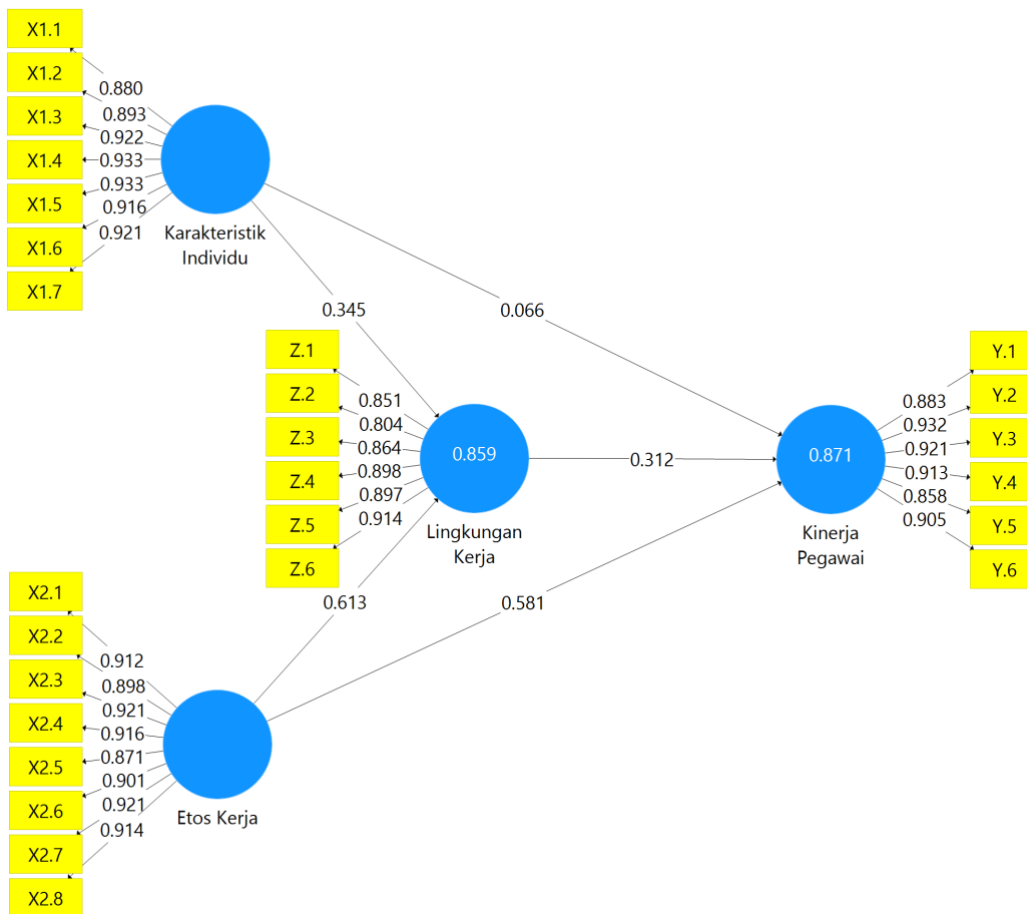 X1.1
X1.2
X1.3
X1.4
X1.5
X1.6
X1.7
0.880
0.893
0.922
0.933
0.933
0.916
0.921
Karakteristik
Individu
0.345
0.066
Z.1
Z.2
Z.3
Z.4
Z.5
Z.6
0.851
0.804
0.864
0.898
0.897
0.914
0.859
Lingkungan
Kerja
0.312
0.871
Kinerja
Pegawai
0.883
0.932
0.921
0.913
0.858
0.905
Y.1
Y.2
Y.3
Y.4
Y.5
Y.6
0.613
0.581
X2.1
X2.2
X2.3
X2.4
X2.5
X2.6
X2.7
X2.8
0.912
0.898
0.921
0.916
0.871
0.901
0.921
0.914
Etos Kerja